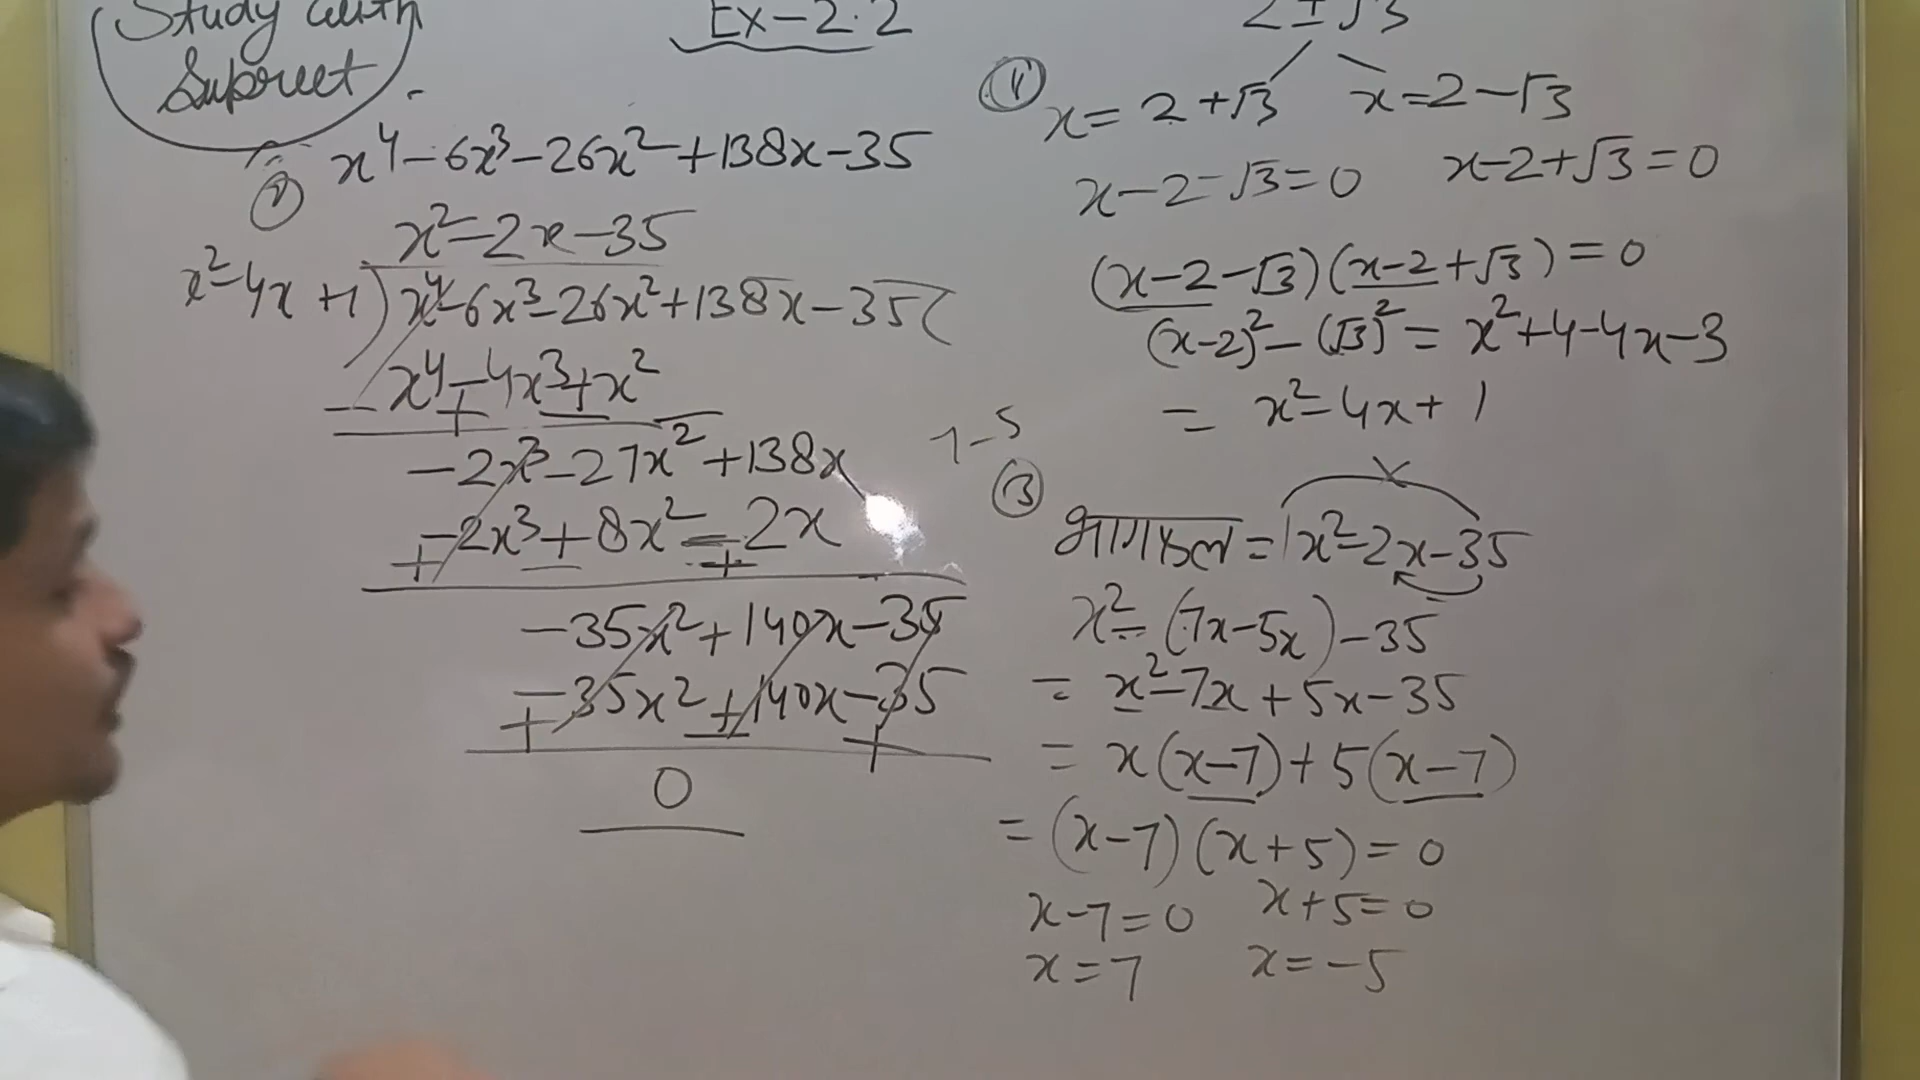 Study with
Supreet.
Ex-2.2
x⁴-6x³-26x²+138x-35
x²-2x-35
x²-4x+1)x⁴-6x³-26x²+138x-35(
x⁴-4x³+x²
- + -
-2x³-27x²+138x
-2x³+8x²-2x
+ - +
-35x²+140x-35
-35x²+140x-35
+ - +
0
2±√3
①
x=2+√3 x=2-√3
x-2-√3=0 x-2+√3=0
(x-2-√3)(x-2+√3)=0
(x-2)²-(√3)²=x²+4-4x-3
=x²-4x+1
7-5
③
भागफल=1x²-2x-35
x²-(7x-5x)-35
=x²-7x+5x-35
=x(x-7)+5(x-7)
=(x-7)(x+5)=0
x-7=0 x+5=0
x=7 x=-5